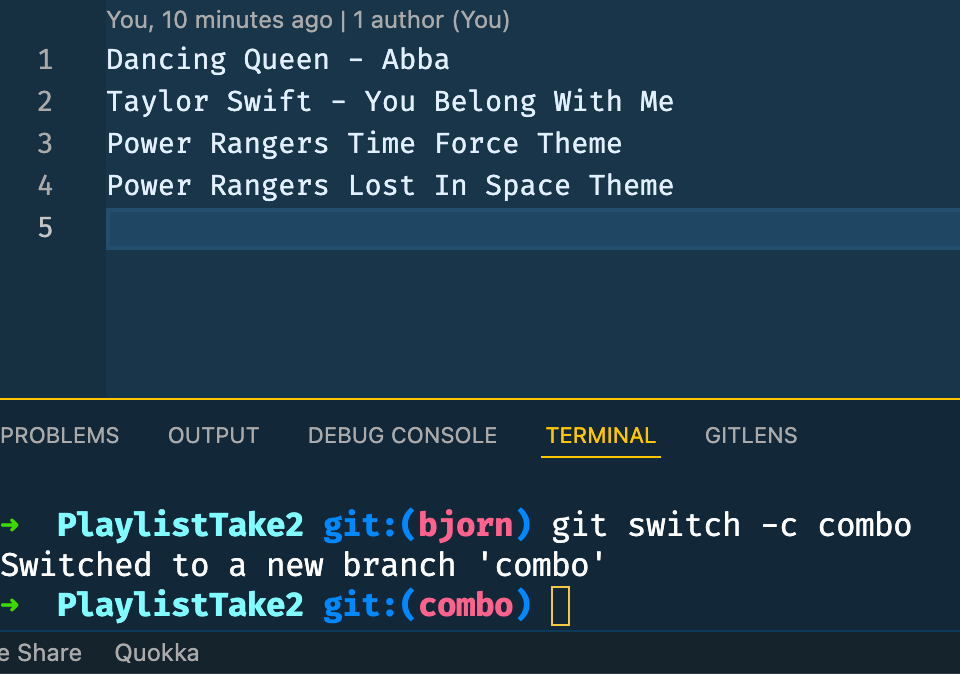 You, 10 minutes ago | 1 author (You)
1 Dancing Queen - Abba
2 Taylor Swift - You Belong With Me
3 Power Rangers Time Force Theme
4 Power Rangers Lost In Space Theme
5
PROBLEMS OUTPUT DEBUG CONSOLE TERMINAL GITLENS
→ PlaylistTake2 git:(bjorn) git switch -c combo
Switched to a new branch 'combo'
→ PlaylistTake2 git:(combo)
e Share Quokka